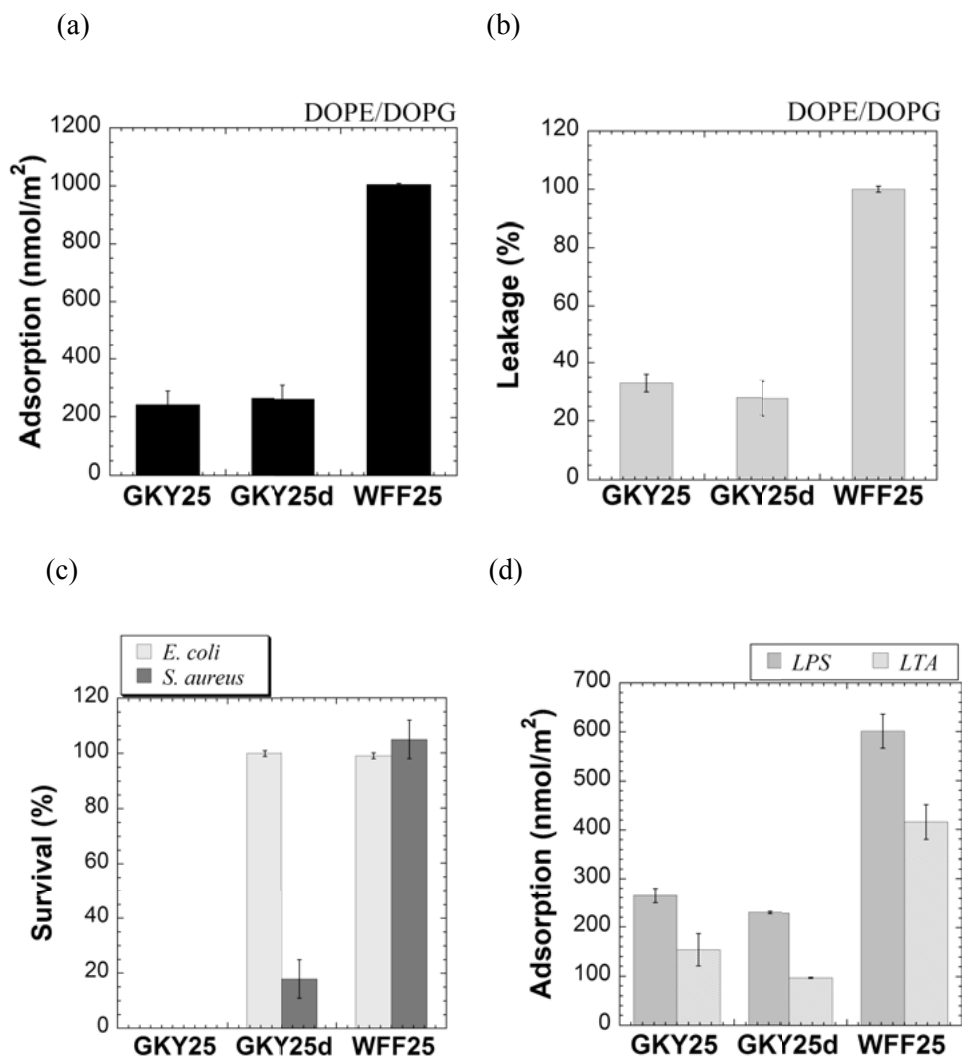 (a)
DOPE/DOPG
1200
1000
800
600
400
200
0
Adsorption (nmol/m²)
GKY25 GKY25d WFF25
(b)
DOPE/DOPG
120
100
80
60
40
20
0
Leakage (%)
GKY25 GKY25d WFF25
(c)
E. coli
S. aureus
120
100
80
60
40
20
0
Survival (%)
GKY25 GKY25d WFF25
(d)
LPS LTA
700
600
500
400
300
200
100
0
Adsorption (nmol/m²)
GKY25 GKY25d WFF25